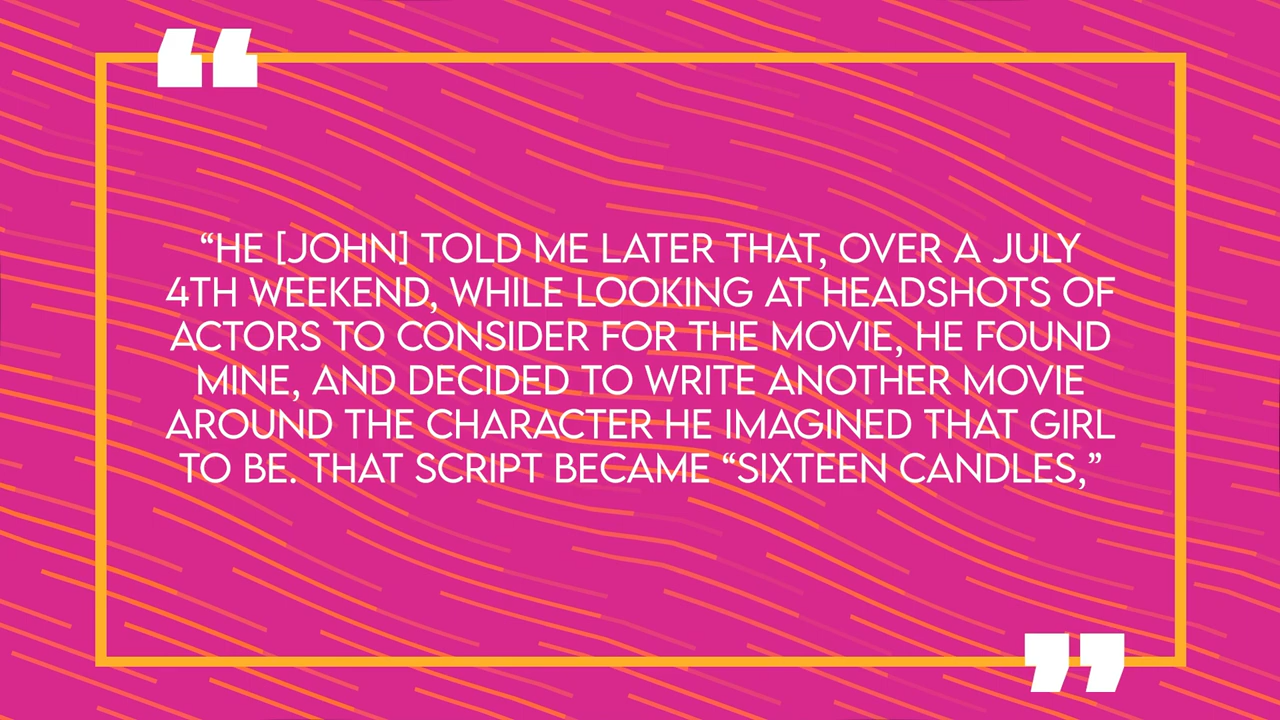 “HE [JOHN] TOLD ME LATER THAT, OVER A JULY
4TH WEEKEND, WHILE LOOKING AT HEADSHOTS OF
ACTORS TO CONSIDER FOR THE MOVIE, HE FOUND
MINE, AND DECIDED TO WRITE ANOTHER MOVIE
AROUND THE CHARACTER HE IMAGINED THAT GIRL
TO BE. THAT SCRIPT BECAME “SIXTEEN CANDLES,”